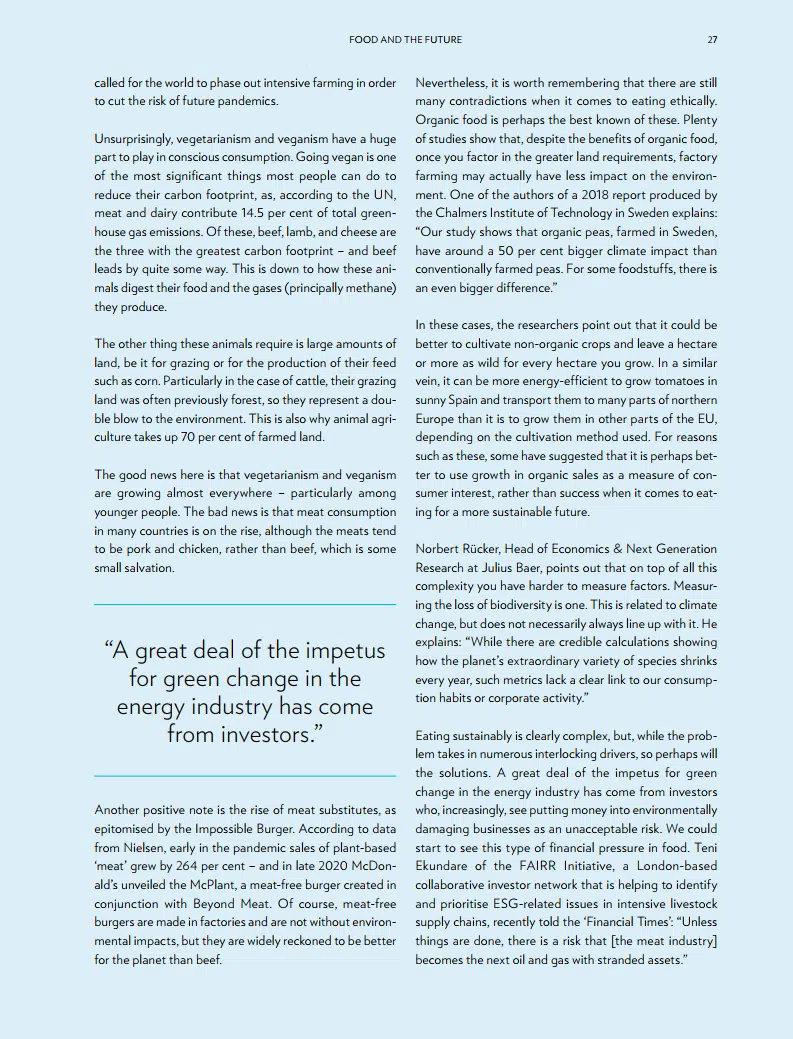 FOOD AND THE FUTURE
27
called for the world to phase out intensive farming in order
to cut the risk of future pandemics.
Unsurprisingly, vegetarianism and veganism have a huge
part to play in conscious consumption. Going vegan is one
of the most significant things most people can do to
reduce their carbon footprint, as, according to the UN,
meat and dairy contribute 14.5 per cent of total green-
house gas emissions. Of these, beef, lamb, and cheese are
the three with the greatest carbon footprint – and beef
leads by quite some way. This is down to how these ani-
mals digest their food and the gases (principally methane)
they produce.
The other thing these animals require is large amounts of
land, be it for grazing or for the production of their feed
such as corn. Particularly in the case of cattle, their grazing
land was often previously forest, so they represent a dou-
ble blow to the environment. This is also why animal agri-
culture takes up 70 per cent of farmed land.
The good news here is that vegetarianism and veganism
are growing almost everywhere – particularly among
younger people. The bad news is that meat consumption
in many countries is on the rise, although the meats tend
to be pork and chicken, rather than beef, which is some
small salvation.
“A great deal of the impetus
for green change in the
energy industry has come
from investors.”
Another positive note is the rise of meat substitutes, as
epitomised by the Impossible Burger. According to data
from Nielsen, early in the pandemic sales of plant-based
‘meat’ grew by 264 per cent – and in late 2020 McDon-
ald’s unveiled the McPlant, a meat-free burger created in
conjunction with Beyond Meat. Of course, meat-free
burgers are made in factories and are not without environ-
mental impacts, but they are widely reckoned to be better
for the planet than beef.
Nevertheless, it is worth remembering that there are still
many contradictions when it comes to eating ethically.
Organic food is perhaps the best known of these. Plenty
of studies show that, despite the benefits of organic food,
once you factor in the greater land requirements, factory
farming may actually have less impact on the environ-
ment. One of the authors of a 2018 report produced by
the Chalmers Institute of Technology in Sweden explains:
“Our study shows that organic peas, farmed in Sweden,
have around a 50 per cent bigger climate impact than
conventionally farmed peas. For some foodstuffs, there is
an even bigger difference.”
In these cases, the researchers point out that it could be
better to cultivate non-organic crops and leave a hectare
or more as wild for every hectare you grow. In a similar
vein, it can be more energy-efficient to grow tomatoes in
sunny Spain and transport them to many parts of northern
Europe than it is to grow them in other parts of the EU,
depending on the cultivation method used. For reasons
such as these, some have suggested that it is perhaps bet-
ter to use growth in organic sales as a measure of con-
sumer interest, rather than success when it comes to eat-
ing for a more sustainable future.
Norbert Rücker, Head of Economics & Next Generation
Research at Julius Baer, points out that on top of all this
complexity you have harder to measure factors. Measur-
ing the loss of biodiversity is one. This is related to climate
change, but does not necessarily always line up with it. He
explains: “While there are credible calculations showing
how the planet’s extraordinary variety of species shrinks
every year, such metrics lack a clear link to our consump-
tion habits or corporate activity.”
Eating sustainably is clearly complex, but, while the prob-
lem takes in numerous interlocking drivers, so perhaps will
the solutions. A great deal of the impetus for green
change in the energy industry has come from investors
who, increasingly, see putting money into environmentally
damaging businesses as an unacceptable risk. We could
start to see this type of financial pressure in food. Teni
Ekundare of the FAIRR Initiative, a London-based
collaborative investor network that is helping to identify
and prioritise ESG-related issues in intensive livestock
supply chains, recently told the ‘Financial Times’: “Unless
things are done, there is a risk that [the meat industry]
becomes the next oil and gas with stranded assets.”